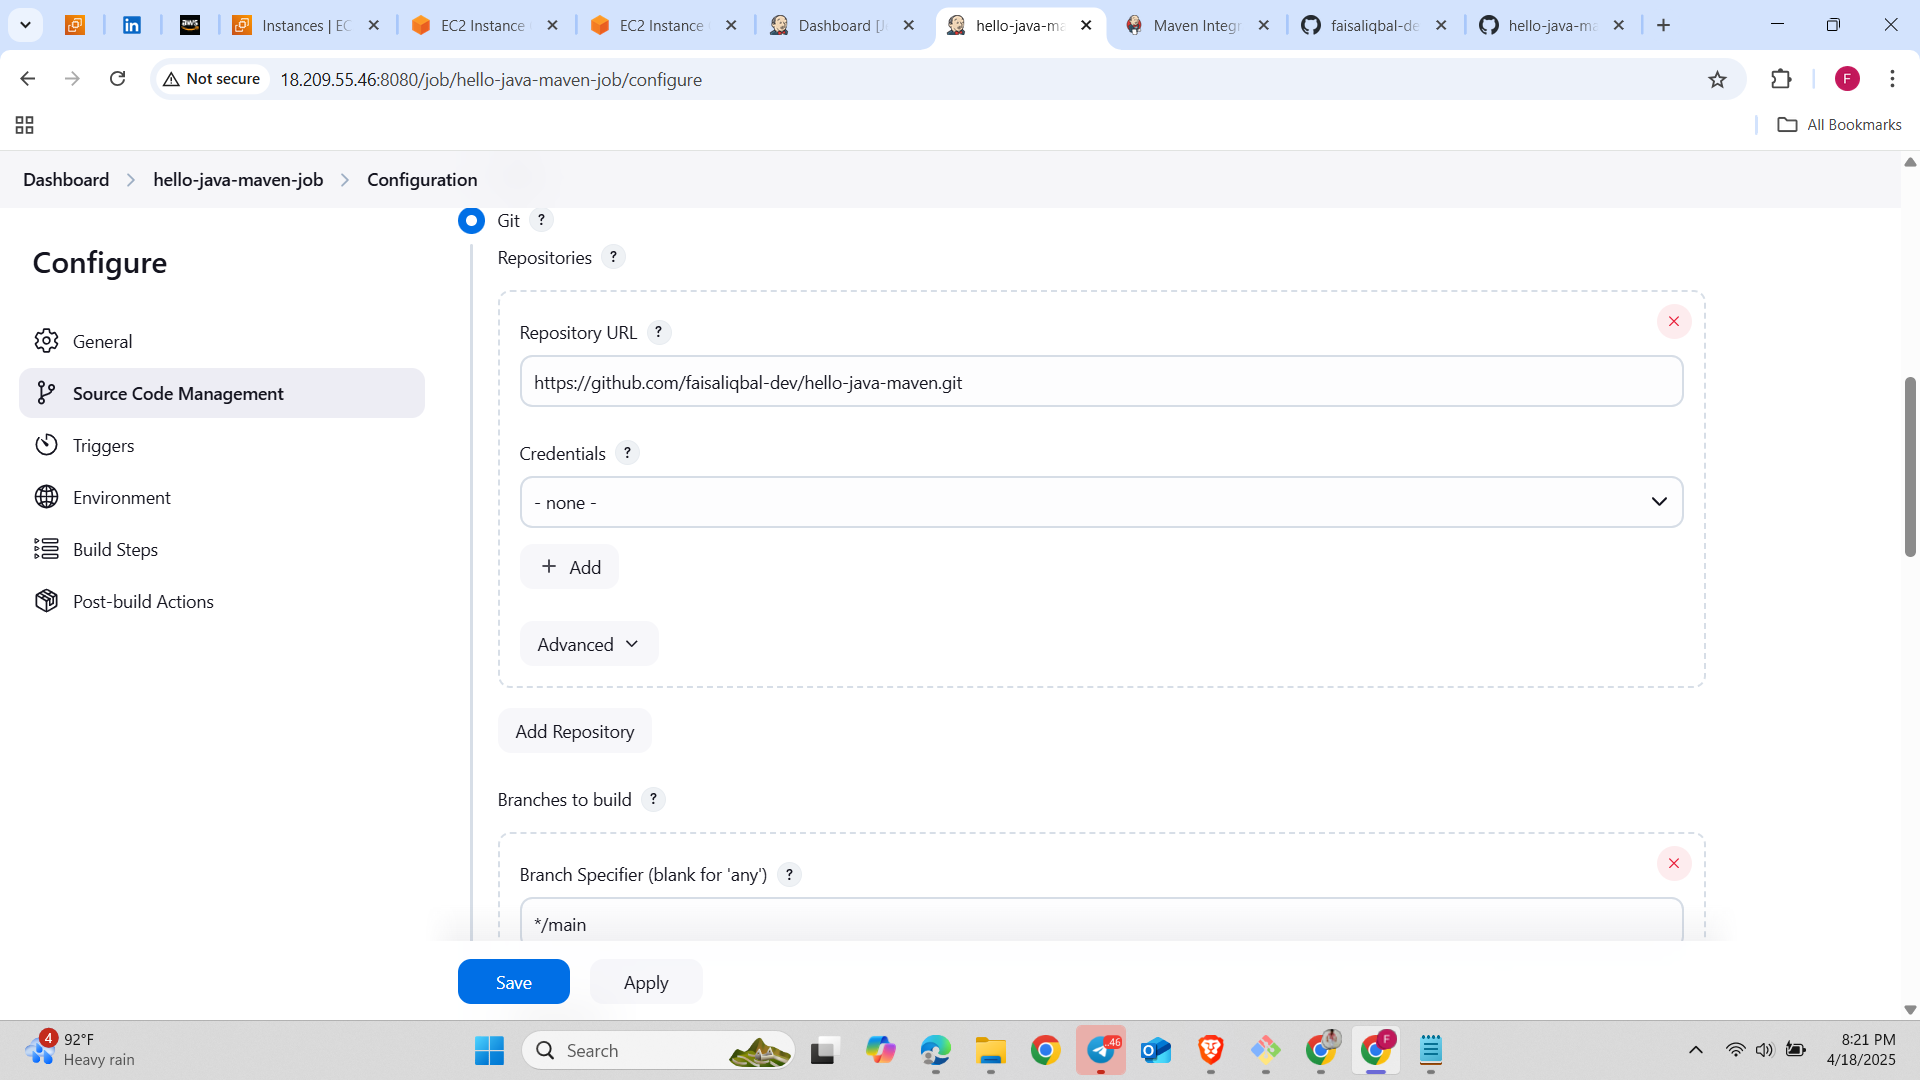 Instances | EC
EC2 Instance
EC2 Instance
Dashboard [Je
hello-java-ma
Maven Integr
faisaliqbal-de
hello-java-ma
Not secure
18.209.55.46:8080/job/hello-java-maven-job/configure
F
All Bookmarks
Dashboard > hello-java-maven-job > Configuration
Configure
General
Source Code Management
Triggers
Environment
Build Steps
Post-build Actions
Git ?
Repositories ?
Repository URL ?
https://github.com/faisaliqbal-dev/hello-java-maven.git
Credentials ?
- none -
+ Add
Advanced
Add Repository
Branches to build ?
Branch Specifier (blank for 'any') ?
*/main
Save
Apply
4
92°F
Heavy rain
Search
.46
F
8:21 PM
4/18/2025